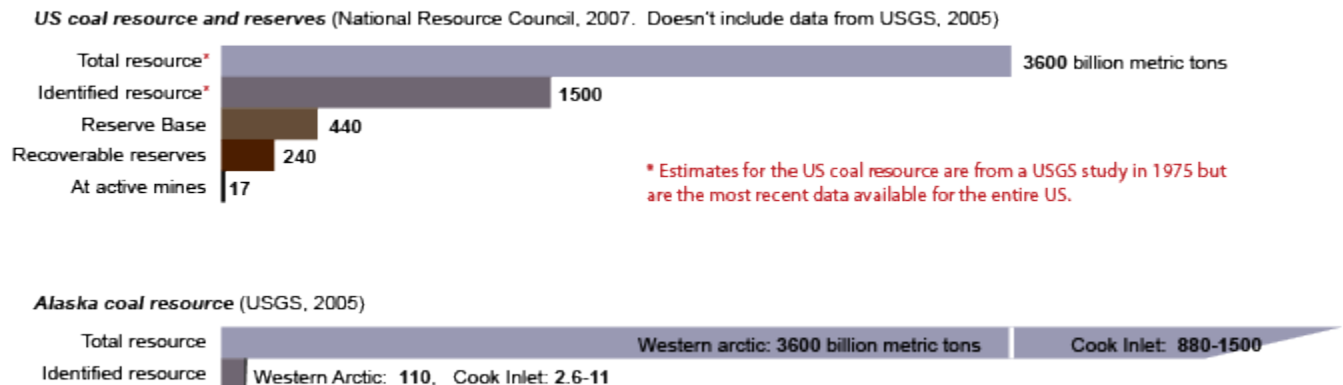 US coal resource and reserves (National Resource Council, 2007. Doesn't include data from USGS, 2005)
Total resource* 3600 billion metric tons
Identified resource* 1500
Reserve Base 440
Recoverable reserves 240
At active mines 17
* Estimates for the US coal resource are from a USGS study in 1975 but
are the most recent data available for the entire US.
Alaska coal resource (USGS, 2005)
Total resource Western arctic: 3600 billion metric tons Cook Inlet: 880-1500
Identified resource Western Arctic: 110, Cook Inlet: 2.6-11